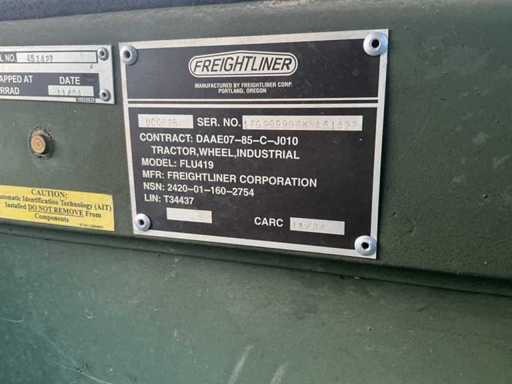 L NO. 451827
APPED AT DATE
RRAD
CAUTION:
Automatic Identification Technology (AIT)
Installed DO NOT REMOVE From
Components
FREIGHTLINER
MANUFACTURED BY FREIGHTLINER CORP.
PORTLAND, OREGON
SER. NO.
CONTRACT: DAAE07-85-C-J010
TRACTOR,WHEEL,INDUSTRIAL
MODEL: FLU419
MFR: FREIGHTLINER CORPORATION
NSN: 2420-01-160-2754
LIN: T34437
CARC